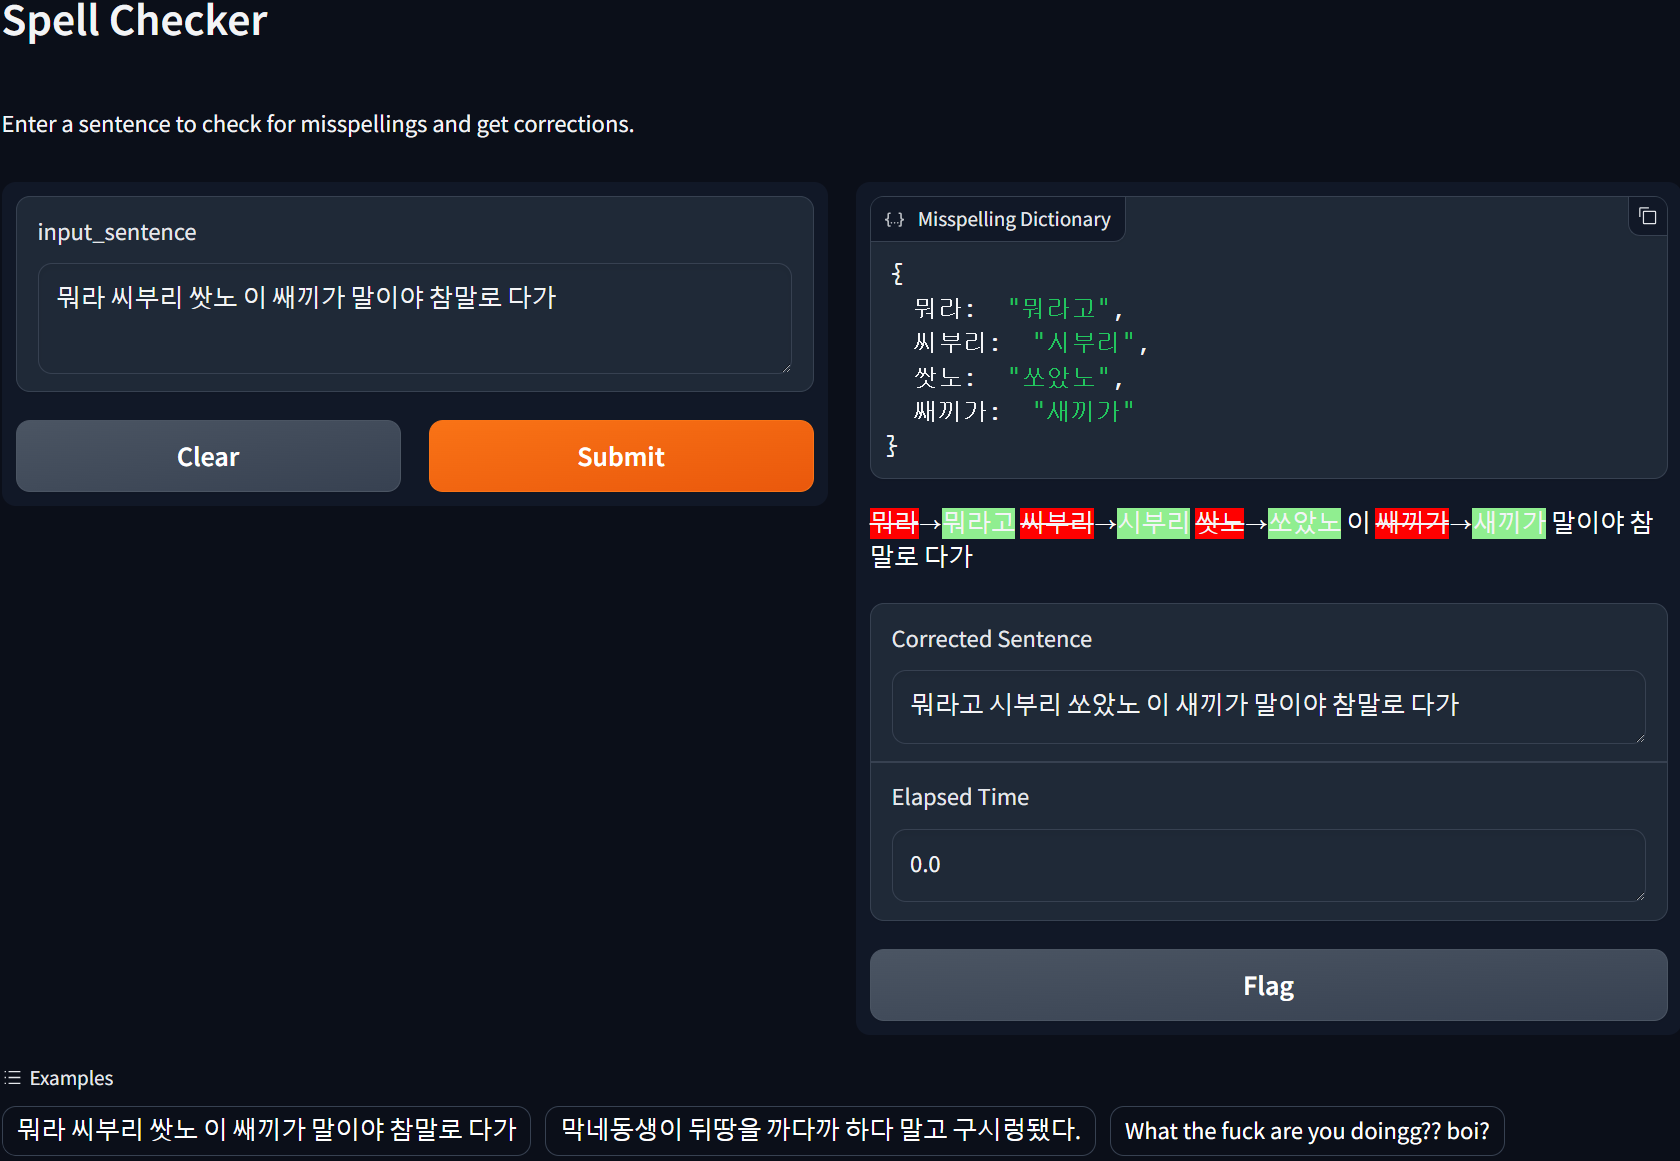 Spell Checker
Enter a sentence to check for misspellings and get corrections.
input_sentence
뭐라 씨부리 쌋노 이 쌔끼가 말이야 참말로 다가
Clear
Submit
{..} Misspelling Dictionary
{
뭐라: "뭐라고",
씨부리: "시부리",
쌋노: "쏘았노",
쌔끼가: "새끼가"
}
뭐라→뭐라고 씨부리→시부리 쌋노→쏘았노 이 쌔끼가→새끼가 말이야 참
말로 다가
Corrected Sentence
뭐라고 시부리 쏘았노 이 새끼가 말이야 참말로 다가
Elapsed Time
0.0
Flag
Examples
뭐라 씨부리 쌋노 이 쌔끼가 말이야 참말로 다가
막네동생이 뒤땅을 까다까 하다 말고 구시렁됐다.
What the fuck are you doingg?? boi?